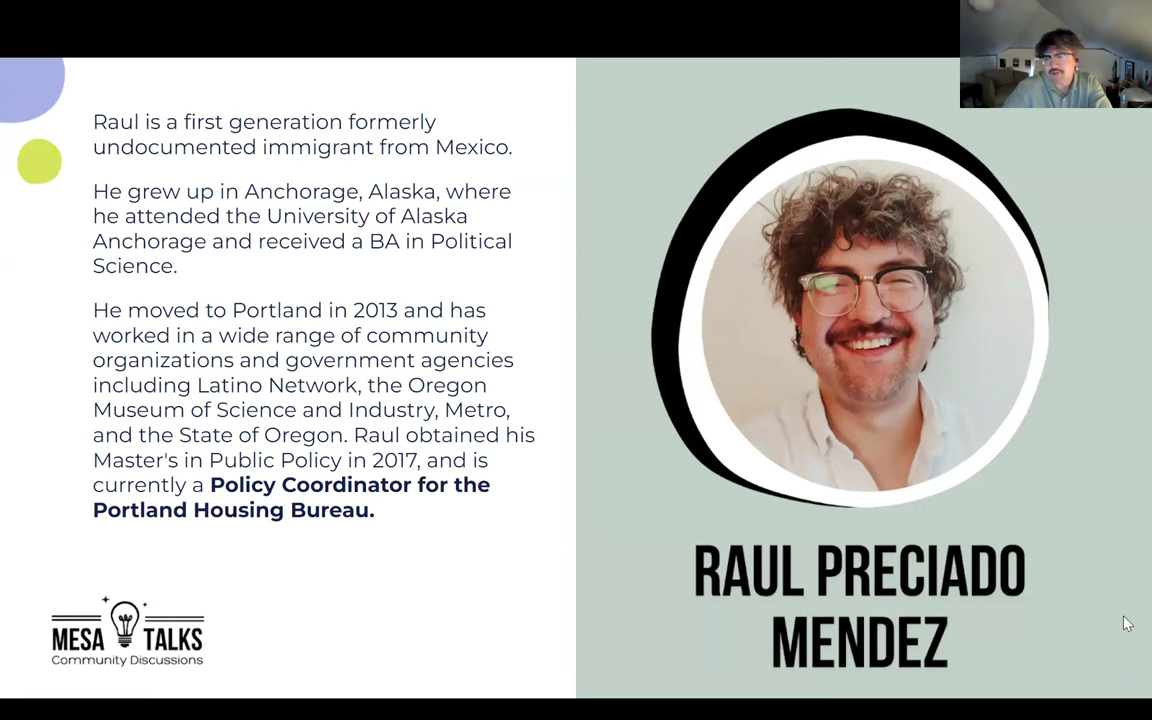 Raul is a first generation formerly
undocumented immigrant from Mexico.
He grew up in Anchorage, Alaska, where
he attended the University of Alaska
Anchorage and received a BA in Political
Science.
He moved to Portland in 2013 and has
worked in a wide range of community
organizations and government agencies
including Latino Network, the Oregon
Museum of Science and Industry, Metro,
and the State of Oregon. Raul obtained his
Master's in Public Policy in 2017, and is
currently a Policy Coordinator for the
Portland Housing Bureau.
MESA TALKS
Community Discussions
RAUL PRECIADO
MENDEZ